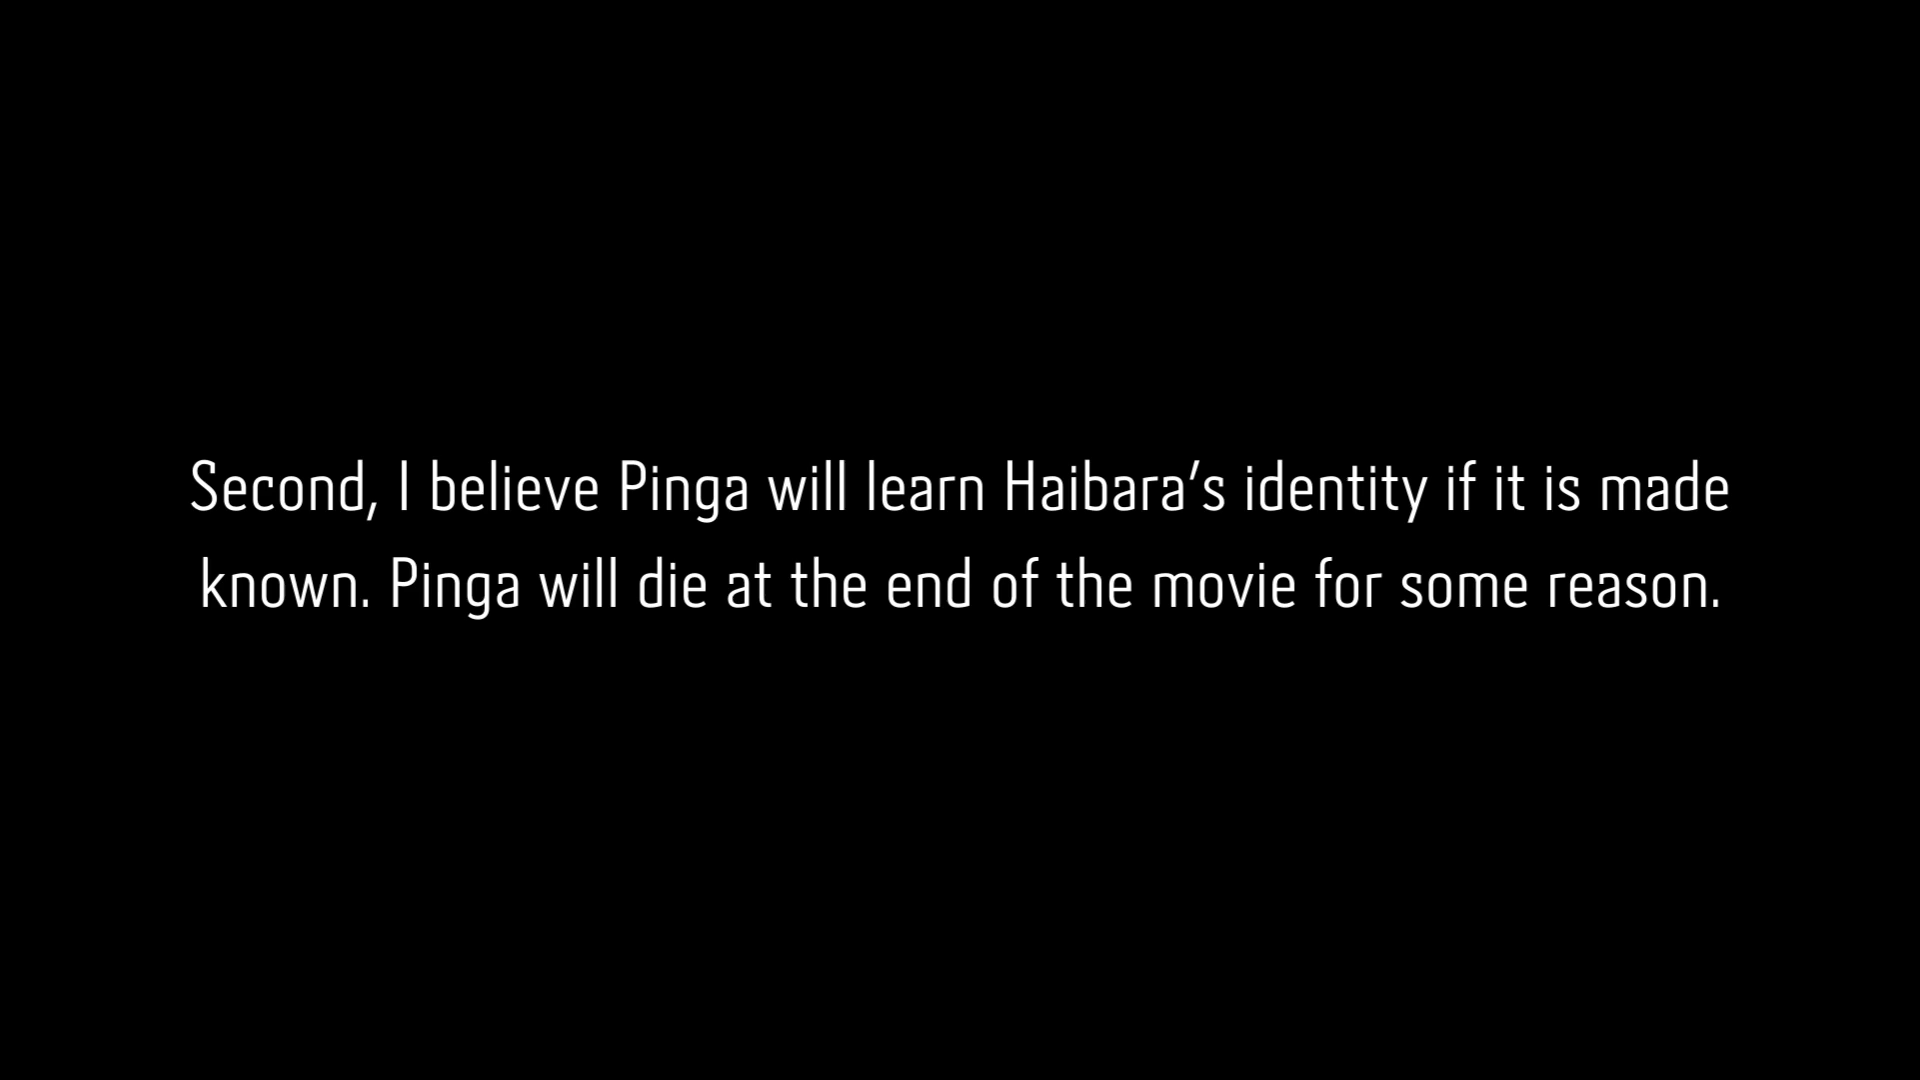 Second, I believe Pinga will learn Haibara’s identity if it is made
known. Pinga will die at the end of the movie for some reason.